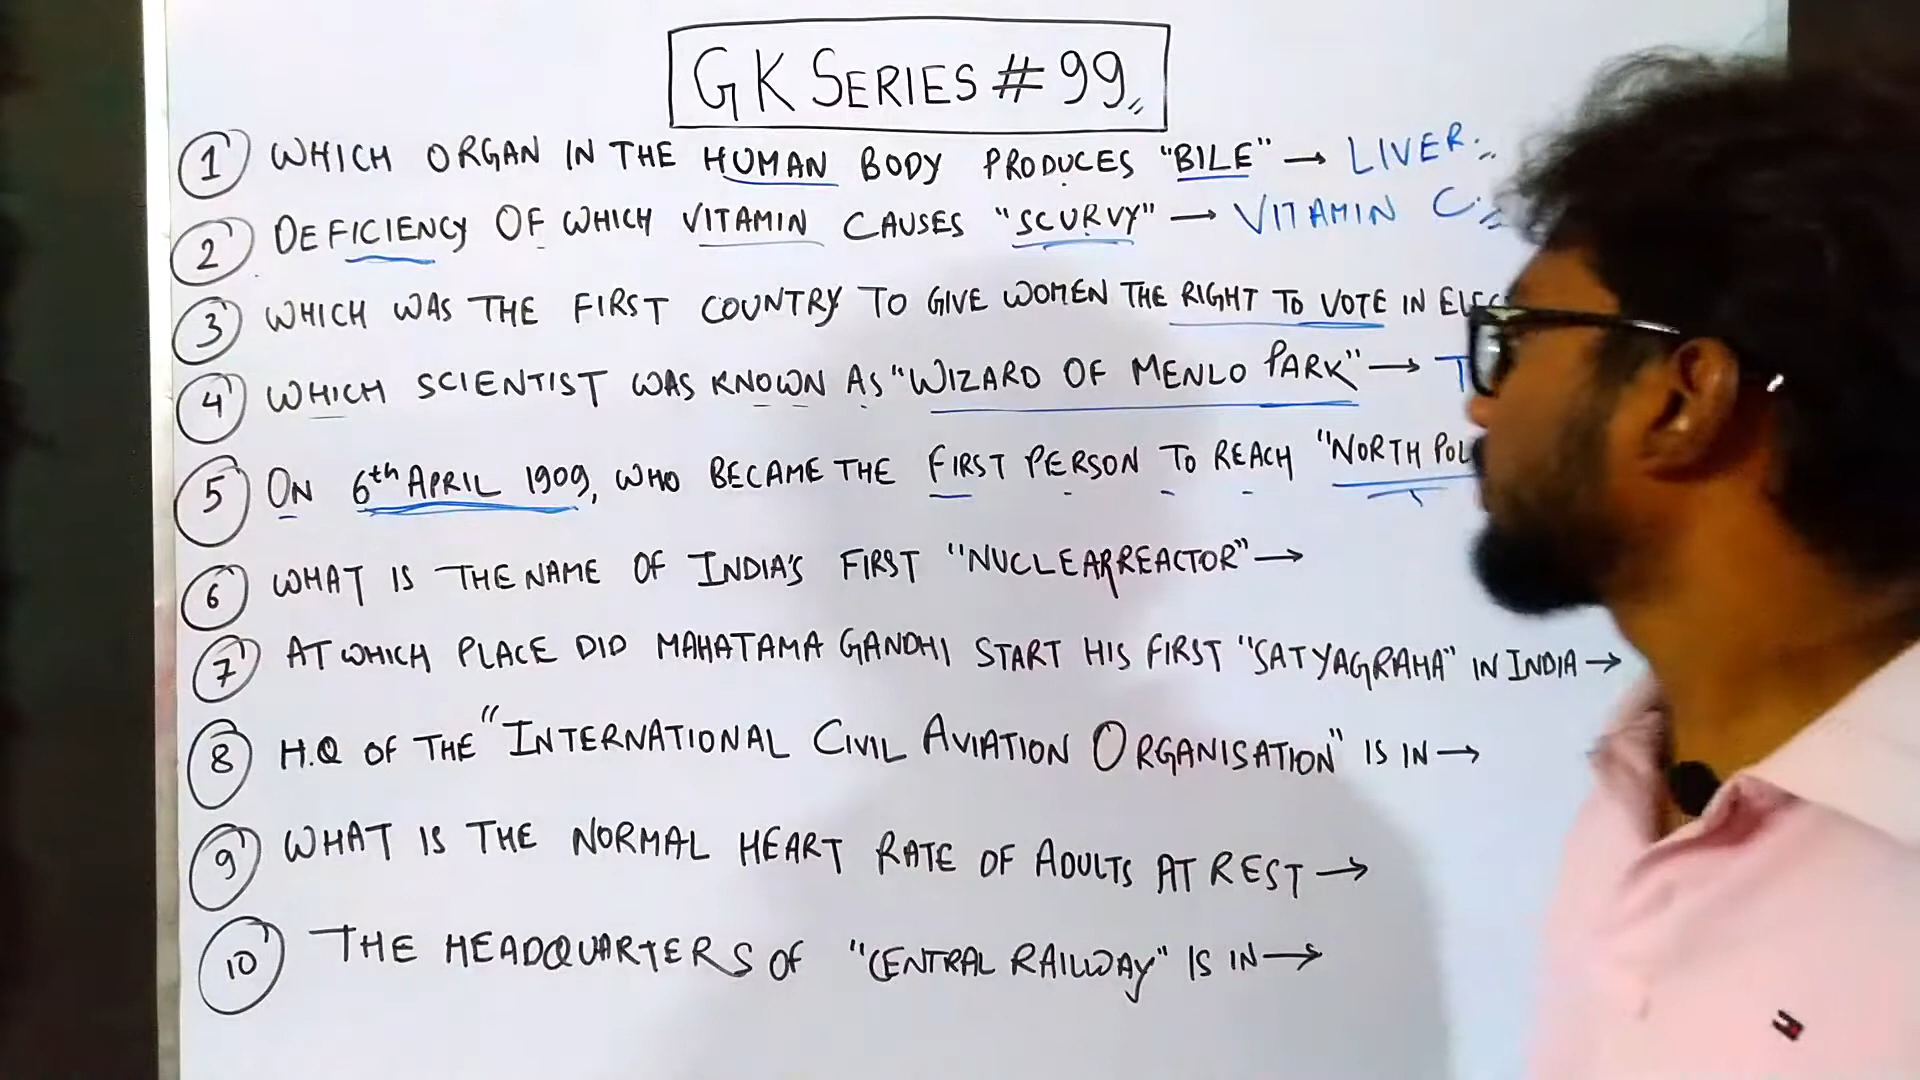 GK SERIES # 99
1 WHICH ORGAN IN THE HUMAN BODY PRODUCES "BILE" → LIVER.
2 DEFICIENCY OF WHICH VITAMIN CAUSES "SCURVY" → VITAMIN C.
3 WHICH WAS THE FIRST COUNTRY TO GIVE WOMEN THE RIGHT TO VOTE IN
4 WHICH SCIENTIST WAS KNOWN AS "WIZARD OF MENLO PARK" →
5 ON 6th APRIL 1909, WHO BECAME THE FIRST PERSON TO REACH "NORTH
6 WHAT IS THE NAME OF INDIA'S FIRST "NUCLEARREACTOR" →
7 AT WHICH PLACE DID MAHATAMA GANDHI START HIS FIRST "SATYAGRAHA" IN INDIA →
8 H.Q OF THE "INTERNATIONAL CIVIL AVIATION ORGANISATION" IS IN →
9 WHAT IS THE NORMAL HEART RATE OF ADULTS AT REST →
10 THE HEADQUARTERS OF "CENTRAL RAILWAY" IS IN →